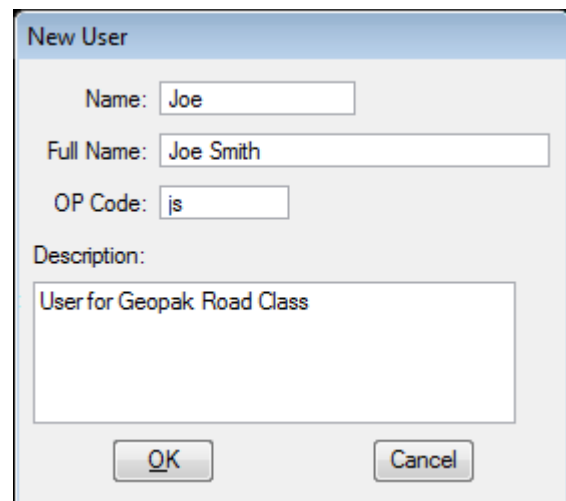 New User
Name: Joe
Full Name: Joe Smith
OP Code: js
Description:
User for Geopak Road Class
OK Cancel